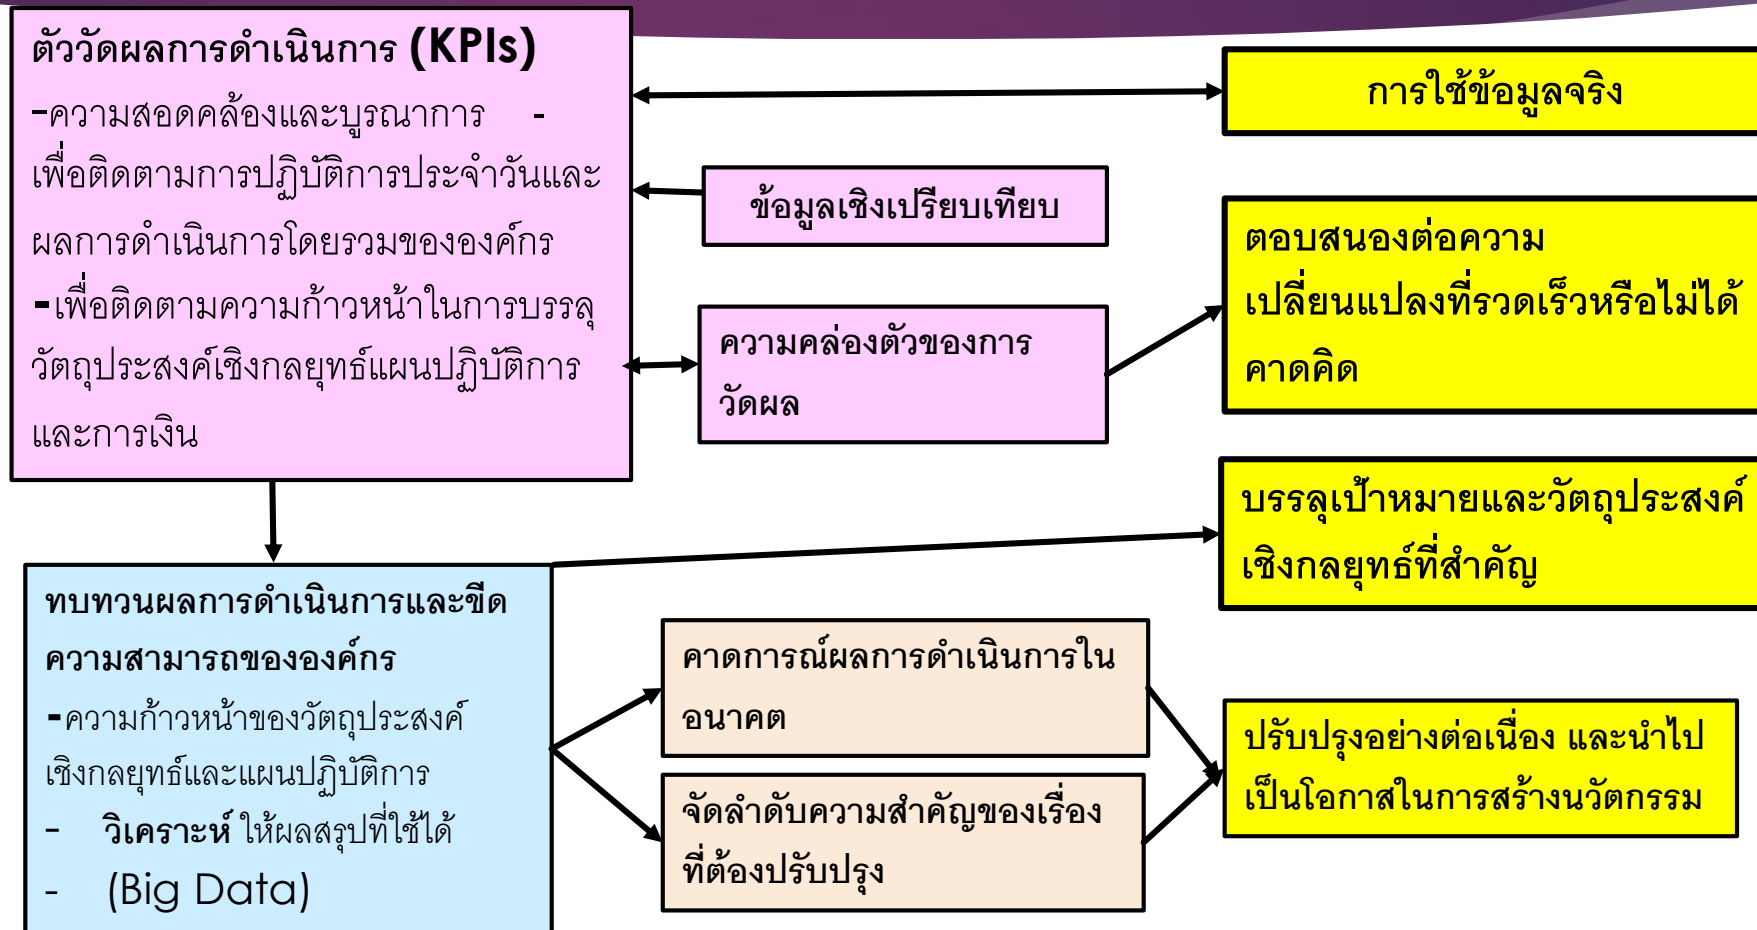 ตัววัดผลการดำเนินการ (KPIs)
-ความสอดคล้องและบูรณาการ -
เพื่อติดตามการปฏิบัติการประจำวันและ
ผลการดำเนินการโดยรวมขององค์กร
-เพื่อติดตามความก้าวหน้าในการบรรลุ
วัตถุประสงค์เชิงกลยุทธ์แผนปฏิบัติการ
และการเงิน
การใช้ข้อมูลจริง
ข้อมูลเชิงเปรียบเทียบ
ความคล่องตัวของการ
วัดผล
ตอบสนองต่อความ
เปลี่ยนแปลงที่รวดเร็วหรือไม่ได้
คาดคิด
บรรลุเป้าหมายและวัตถุประสงค์
เชิงกลยุทธ์ที่สำคัญ
ทบทวนผลการดำเนินการและขีด
ความสามารถขององค์กร
-ความก้าวหน้าของวัตถุประสงค์
เชิงกลยุทธ์และแผนปฏิบัติการ
- วิเคราะห์ ให้ผลสรุปที่ใช้ได้
- (Big Data)
คาดการณ์ผลการดำเนินการใน
อนาคต
จัดลำดับความสำคัญของเรื่อง
ที่ต้องปรับปรุง
ปรับปรุงอย่างต่อเนื่อง และนำไป
เป็นโอกาสในการสร้างนวัตกรรม